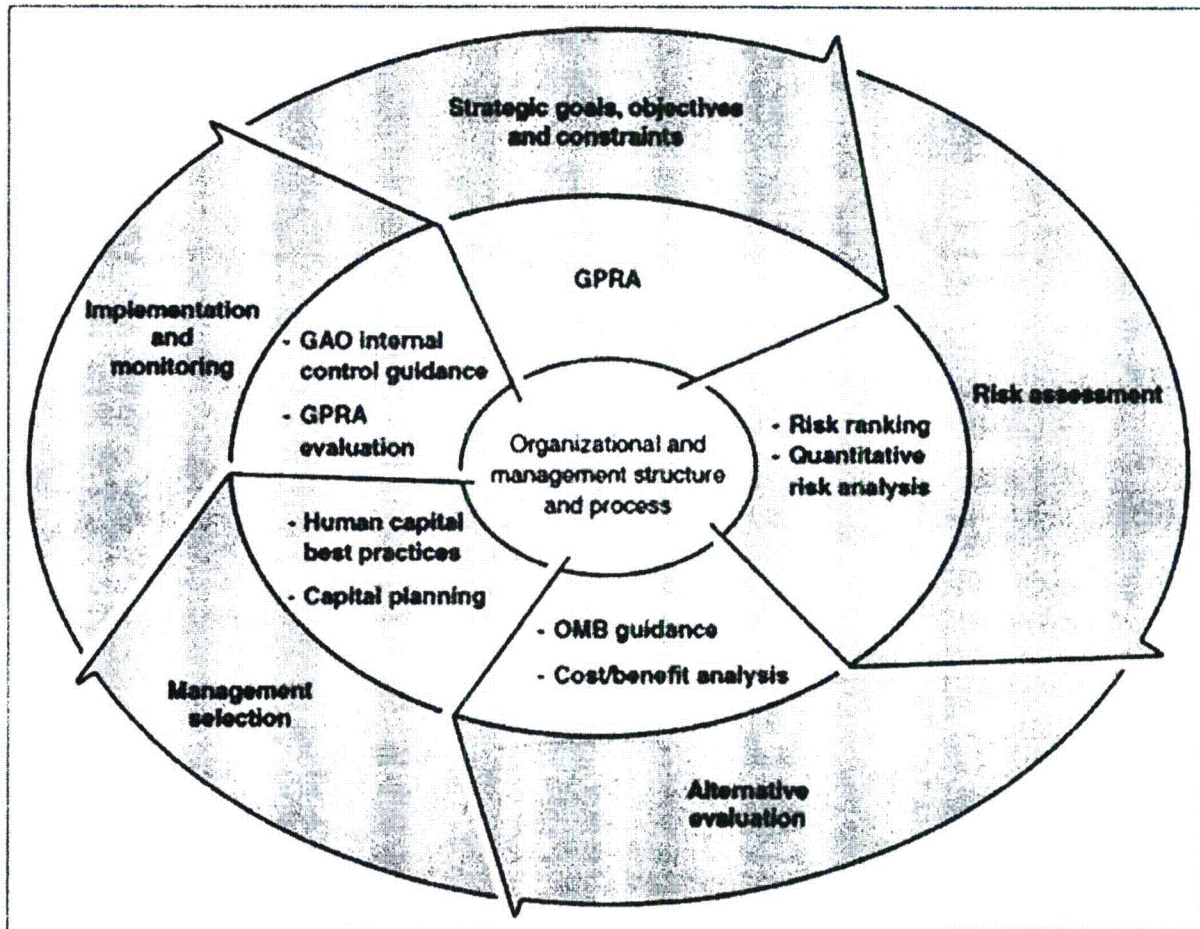 Strategic goals, objectives
and constraints
GPRA
Implementation
and
monitoring
- GAO internal
control guidance
- GPRA
evaluation
Organizational and
management structure
and process
Risk assessment
- Risk ranking
- Quantitative
risk analysis
- Human capital
best practices
- Capital planning
- OMB guidance
- Cost/benefit analysis
Management
selection
Alternative
evaluation